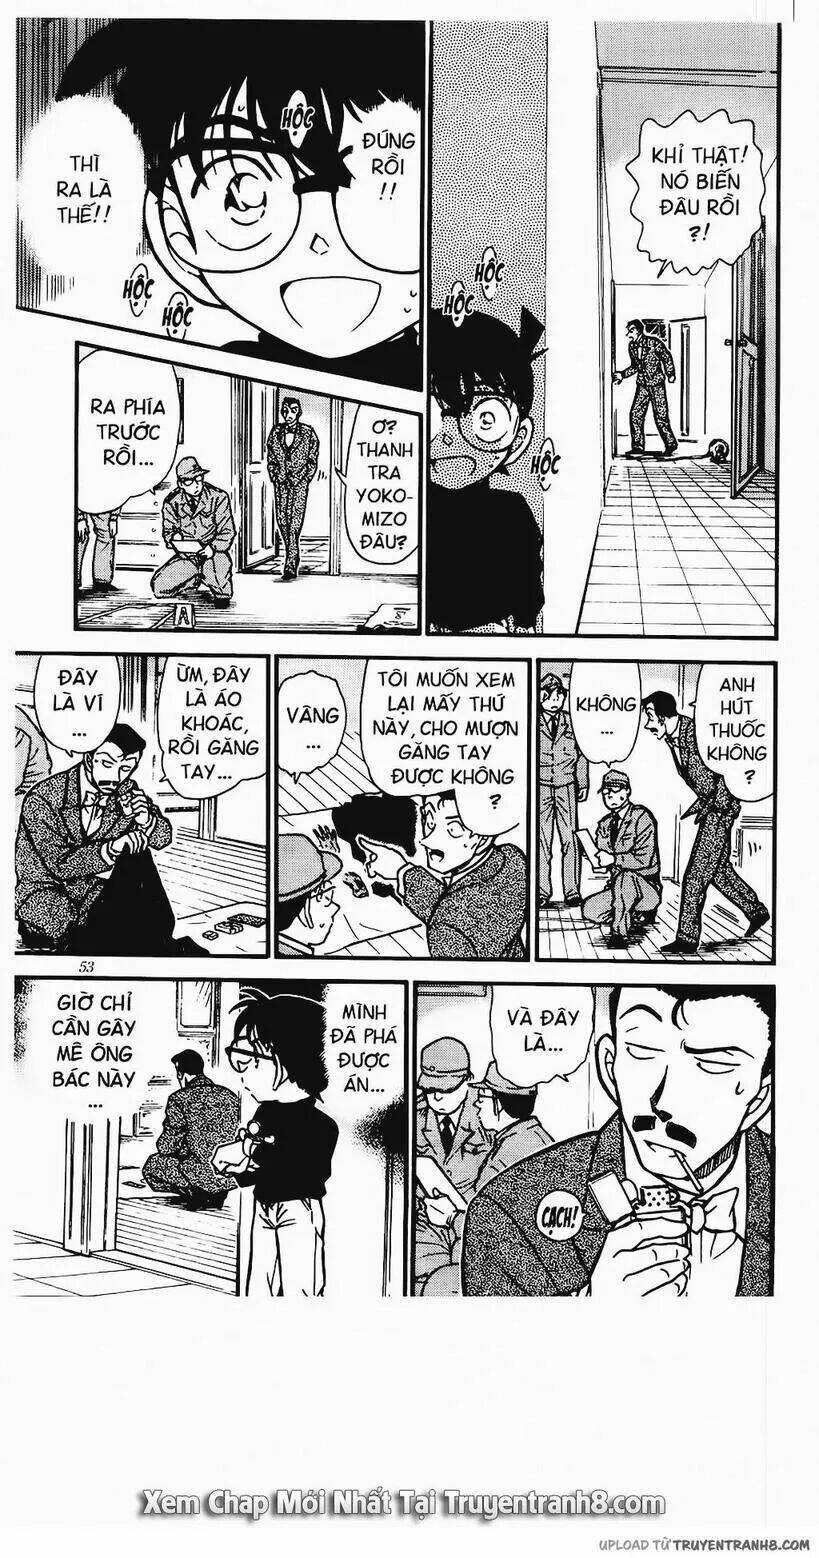 KHỈ THẬT!
NÓ BIẾN
ĐÂU RỒI
?!
HỘC
HỘC
HỘC
ĐÚNG
RỒI
!!
HỘC
THÌ
RA LÀ
THẾ!!
HỘC
HỘC
Ơ?
THANH
TRA
YOKO-
MIZO
ĐÂU?
RA PHÍA
TRƯỚC
RỒI...
A
ANH
HÚT
THUỐC
KHÔNG
?
KHÔNG
...
TÔI MUỐN XEM
LẠI MẤY THỨ
NÀY, CHO MƯỢN
GĂNG TAY
ĐƯỢC KHÔNG
?
VÂNG
...
ỪM, ĐÂY
LÀ ÁO
KHOÁC,
RỒI GĂNG
TAY...
ĐÂY
LÀ VÍ
...
53
VÀ ĐÂY
LÀ...
CẠCH!
MÌNH
ĐÃ PHÁ
ĐƯỢC
ÁN...
GIỜ CHỈ
CẦN GÂY
MÊ ÔNG
BÁC NÀY
...
Xem Chap Mới Nhất Tại Truyentranh8.com
UPLOAD TỪ TRUYENTRANH8.COM